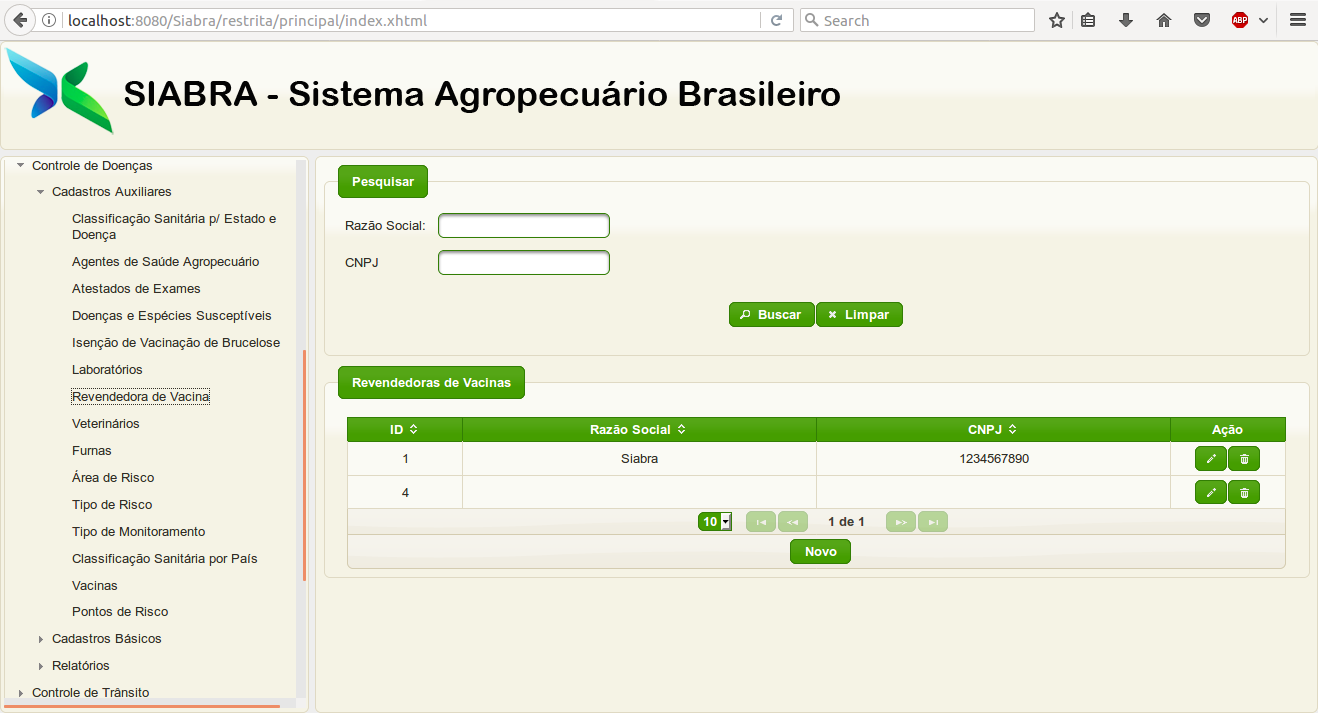 localhost:8080/Siabra/restrita/principal/index.xhtml
Search
ABP
SIABRA - Sistema Agropecuário Brasileiro
Controle de Doenças
Cadastros Auxiliares
Classificação Sanitária p/ Estado e
Doença
Agentes de Saúde Agropecuário
Atestados de Exames
Doenças e Espécies Susceptíveis
Isenção de Vacinação de Brucelose
Laboratórios
Revendedora de Vacina
Veterinários
Furnas
Área de Risco
Tipo de Risco
Tipo de Monitoramento
Classificação Sanitária por País
Vacinas
Pontos de Risco
Cadastros Básicos
Relatórios
Controle de Trânsito
Pesquisar
Razão Social:
CNPJ
Buscar Limpar
Revendedoras de Vacinas
ID Razão Social CNPJ Ação
1 Siabra 1234567890
4
10 1 de 1
Novo